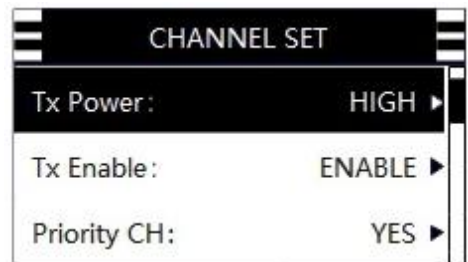 CHANNEL SET
Tx Power: HIGH
Tx Enable: ENABLE
Priority CH: YES